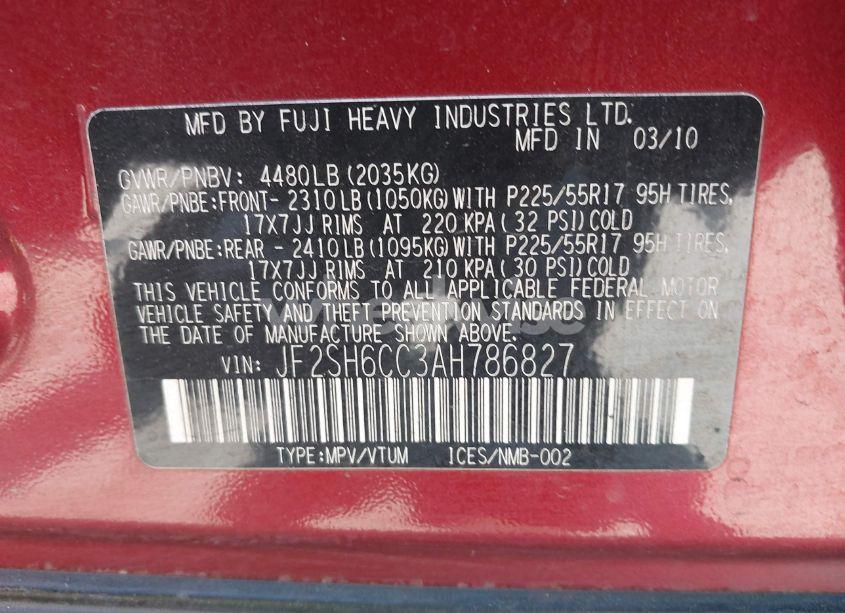 MFD BY FUJI HEAVY INDUSTRIES LTD.
MFD IN 03/10
GVWR/PNBV: 4480LB(2035KG)
GAWR/PNBE:FRONT- 2310LB(1050KG)WITH P225/55R17 95H TIRES,
17X7JJ RIMS AT 220 KPA(32 PSI)COLD
GAWR/PNBE:REAR - 2410LB(1095KG)WITH P225/55R17 95H TIRES,
17X7JJ RIMS AT 210 KPA(30 PSI)COLD
THIS VEHICLE CONFORMS TO ALL APPLICABLE FEDERAL MOTOR
VEHICLE SAFETY AND THEFT PREVENTION STANDARDS IN EFFECT ON
THE DATE OF MANUFACTURE SHOWN ABOVE.
VIN: JF2SH6CC3AH786827
TYPE:MPV/VTUM 1CES/NMB-002